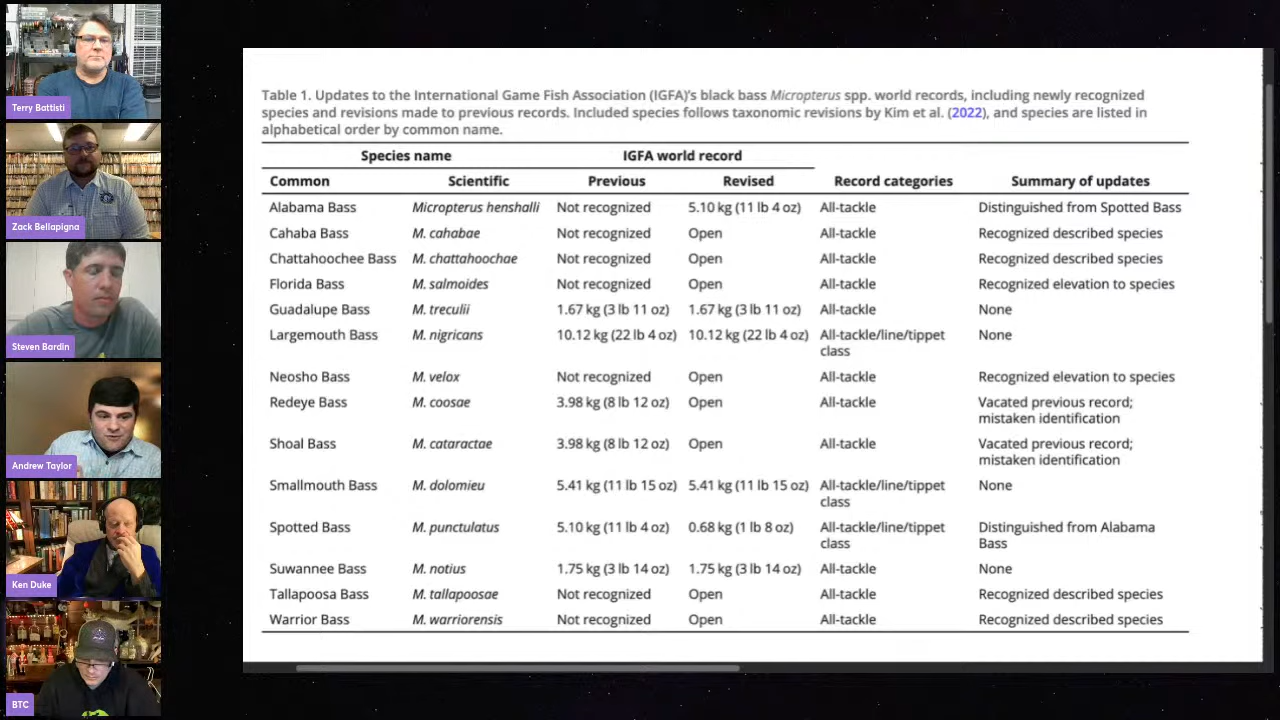 Terry Battisti
Zack Bellapigna
Steven Bardin
Andrew Taylor
Ken Duke
BTC
Table 1. Updates to the International Game Fish Association (IGFA)'s black bass Micropterus spp. world records, including newly recognized
species and revisions made to previous records. Included species follows taxonomic revisions by Kim et al. (2022), and species are listed in
alphabetical order by common name.
Species name IGFA world record
Common Scientific Previous Revised Record categories Summary of updates
Alabama Bass Micropterus henshalli Not recognized 5.10 kg (11 lb 4 oz) All-tackle Distinguished from Spotted Bass
Cahaba Bass M. cahabae Not recognized Open All-tackle Recognized described species
Chattahoochee Bass M. chattahoochae Not recognized Open All-tackle Recognized described species
Florida Bass M. salmoides Not recognized Open All-tackle Recognized elevation to species
Guadalupe Bass M. treculii 1.67 kg (3 lb 11 oz) 1.67 kg (3 lb 11 oz) All-tackle None
Largemouth Bass M. nigricans 10.12 kg (22 lb 4 oz) 10.12 kg (22 lb 4 oz) All-tackle/line/tippet None
class
Neosho Bass M. velox Not recognized Open All-tackle Recognized elevation to species
Redeye Bass M. coosae 3.98 kg (8 lb 12 oz) Open All-tackle Vacated previous record;
mistaken identification
Shoal Bass M. cataractae 3.98 kg (8 lb 12 oz) Open All-tackle Vacated previous record;
mistaken identification
Smallmouth Bass M. dolomieu 5.41 kg (11 lb 15 oz) 5.41 kg (11 lb 15 oz) All-tackle/line/tippet None
class
Spotted Bass M. punctulatus 5.10 kg (11 lb 4 oz) 0.68 kg (1 lb 8 oz) All-tackle/line/tippet Distinguished from Alabama
class Bass
Suwannee Bass M. notius 1.75 kg (3 lb 14 oz) 1.75 kg (3 lb 14 oz) All-tackle None
Tallapoosa Bass M. tallapoosae Not recognized Open All-tackle Recognized described species
Warrior Bass M. warriorensis Not recognized Open All-tackle Recognized described species